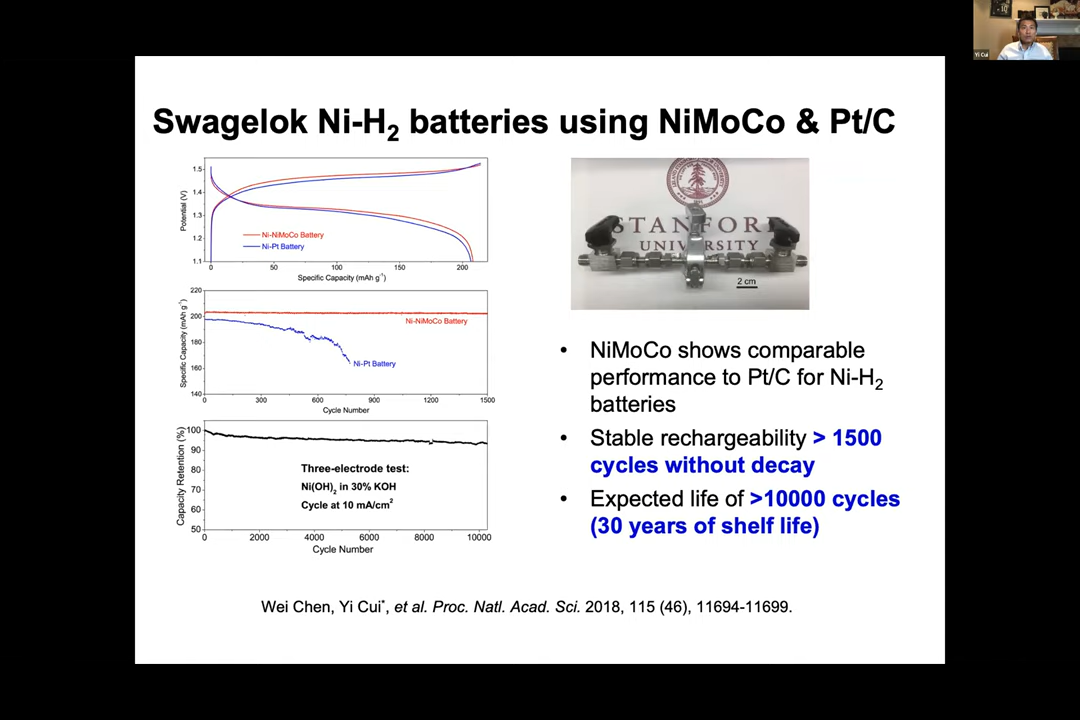 Yi Cui
Swagelok Ni-H2 batteries using NiMoCo & Pt/C
1.5
1.4
1.3
1.2
1.1
Potential (V)
Ni-NiMoCo Battery
Ni-Pt Battery
0 50 100 150 200
Specific Capacity (mAh g-1)
220
200
180
160
140
Specific Capacity (mAh g-1)
Ni-NiMoCo Battery
Ni-Pt Battery
0 300 600 900 1200 1500
Cycle Number
100
90
80
70
60
50
Capacity Retention (%)
Three-electrode test:
Ni(OH)2 in 30% KOH
Cycle at 10 mA/cm2
0 2000 4000 6000 8000 10000
Cycle Number
STANFORD
UNIVERSITY
2 cm
• NiMoCo shows comparable
performance to Pt/C for Ni-H2
batteries
• Stable rechargeability > 1500
cycles without decay
• Expected life of >10000 cycles
(30 years of shelf life)
Wei Chen, Yi Cui*, et al. Proc. Natl. Acad. Sci. 2018, 115 (46), 11694-11699.